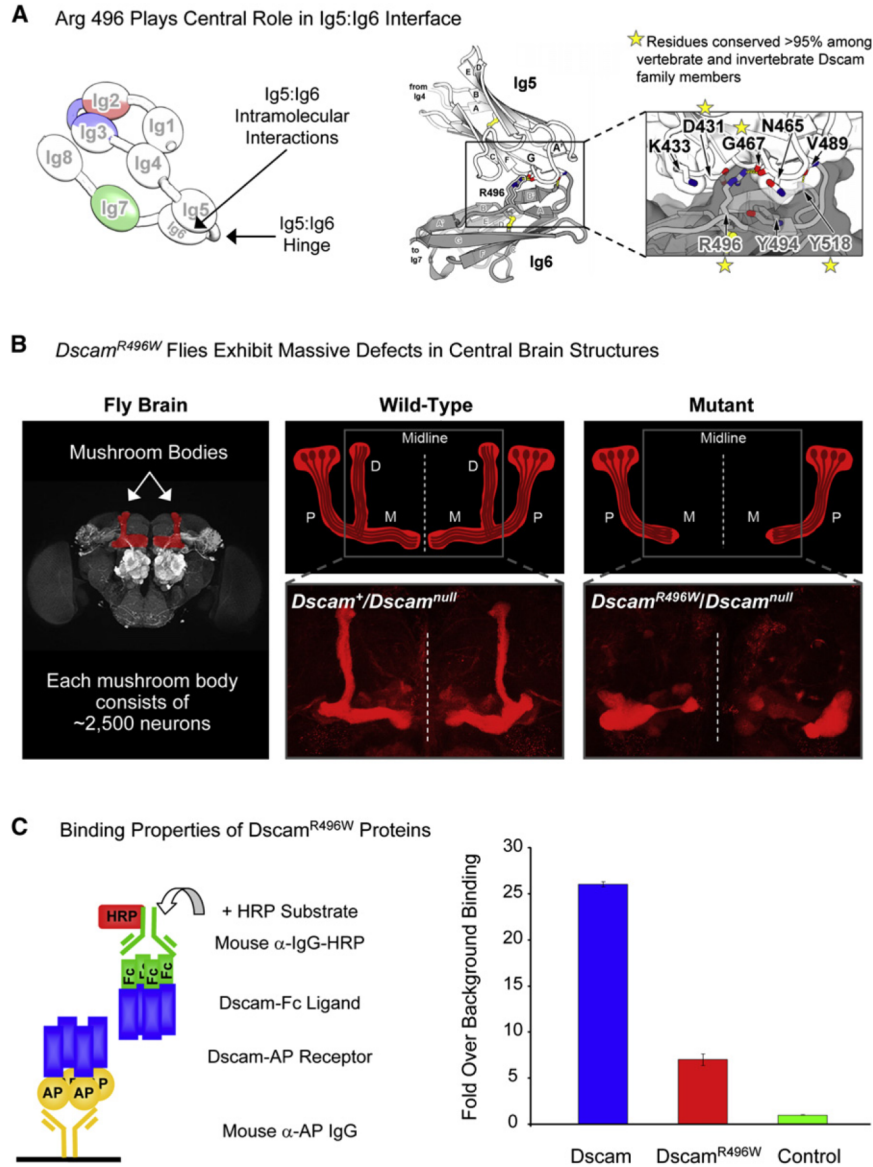 A Arg 496 Plays Central Role in Ig5:Ig6 Interface
Ig2
Ig3
Ig1
Ig8
Ig4
Ig7
Ig5
Ig6
Ig5:Ig6
Intramolecular
Interactions
Ig5:Ig6
Hinge
from
Ig4
E
D
B
A
C
F
G
A'
Ig5
R496
G
to
Ig7
Ig6
Residues conserved >95% among
vertebrate and invertebrate Dscam
family members
D431 N465
K433 G467 V489
R496 Y494 Y518
B Dscam^R496W Flies Exhibit Massive Defects in Central Brain Structures
Fly Brain
Mushroom Bodies
Each mushroom body
consists of
~2,500 neurons
Wild-Type
Midline
D D
P M M P
Dscam^+/Dscam^null
Mutant
Midline
P M M P
Dscam^R496W/Dscam^null
C Binding Properties of Dscam^R496W Proteins
HRP
+ HRP Substrate
Mouse α-IgG-HRP
Fc Fc Fc
Dscam-Fc Ligand
Dscam-AP Receptor
AP AP P
Mouse α-AP IgG
Fold Over Background Binding
30
25
20
10
5
0
Dscam Dscam^R496W Control